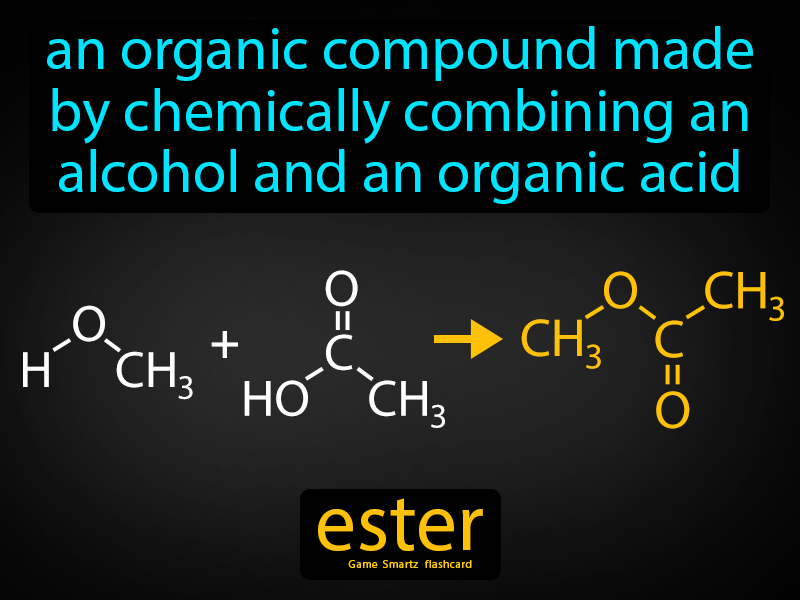 an organic compound made
by chemically combining an
alcohol and an organic acid
O
H CH3
+
O
C
HO CH3
O CH3
CH3 C
O
ester
Game Smartz flashcard